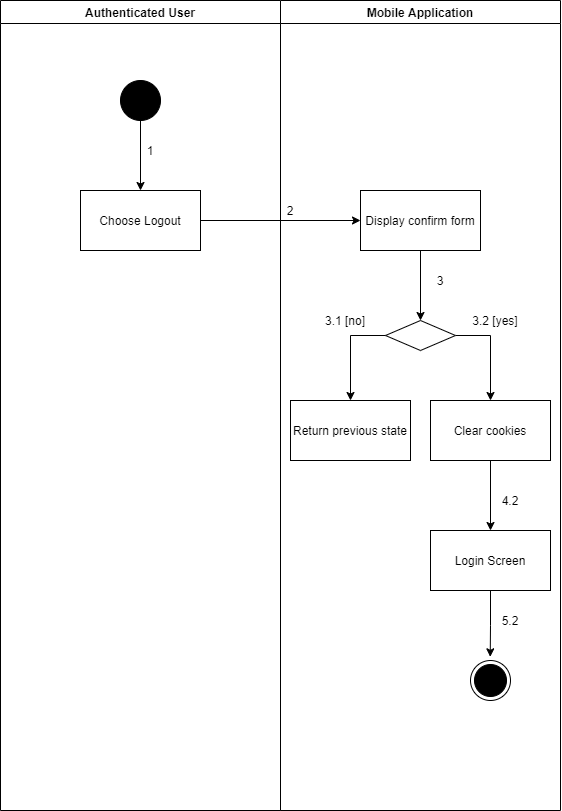 Authenticated User
Mobile Application
1
Choose Logout
2
Display confirm form
3
3.1 [no]
3.2 [yes]
Return previous state
Clear cookies
4.2
Login Screen
5.2